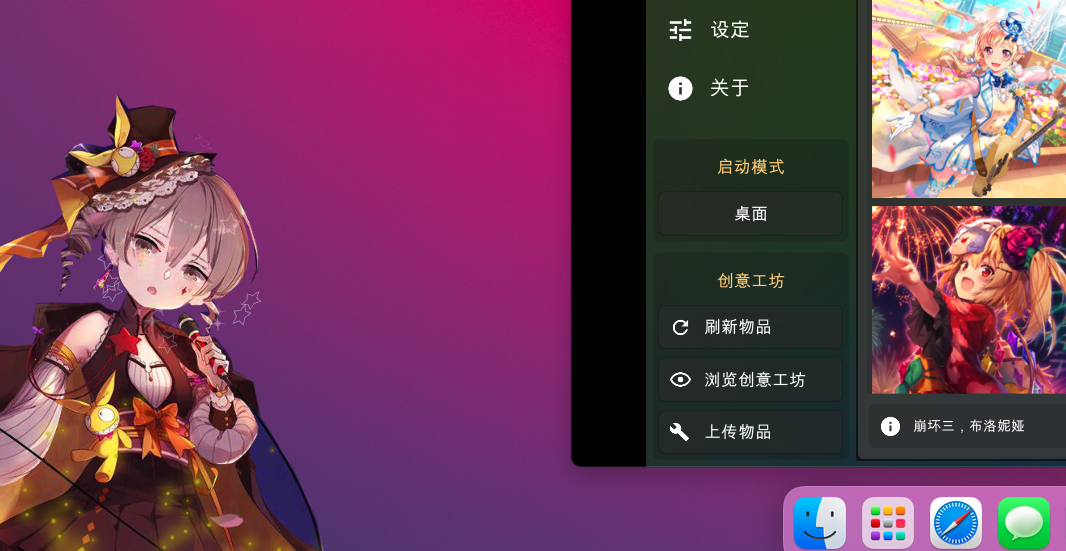 设定
关于
启动模式
桌面
创意工坊
刷新物品
浏览创意工坊
上传物品
崩坏三，布洛妮娅